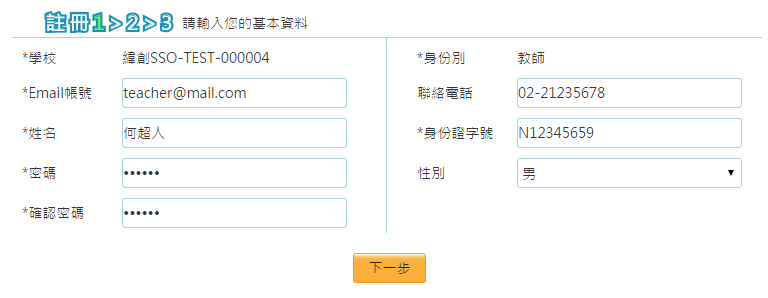 註冊1>2>3 請輸入您的基本資料
*學校 緯創SSO-TEST-000004 *身份別 教師
*Email帳號 teacher@mail.com 聯絡電話 02-21235678
*姓名 何超人 *身份證字號 N12345659
*密碼 •••••• 性別 男
*確認密碼 ••••••
下一步